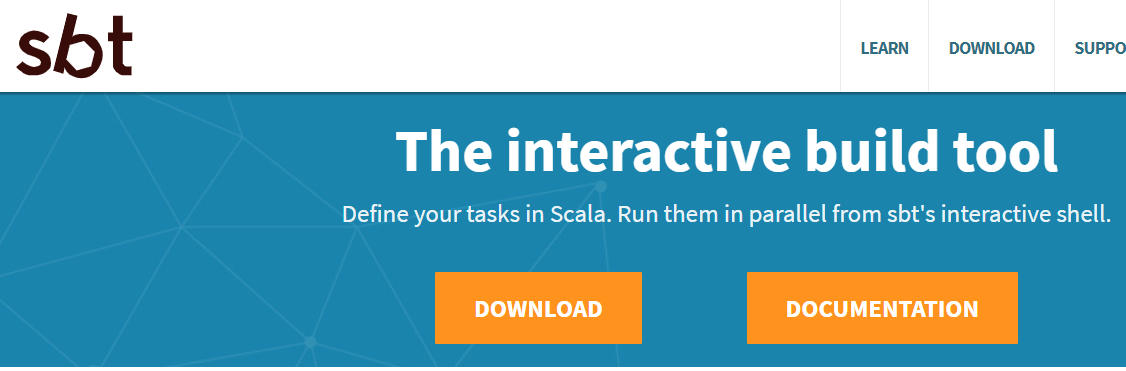 sbt
LEARN DOWNLOAD SUPPO
The interactive build tool
Define your tasks in Scala. Run them in parallel from sbt's interactive shell.
DOWNLOAD DOCUMENTATION